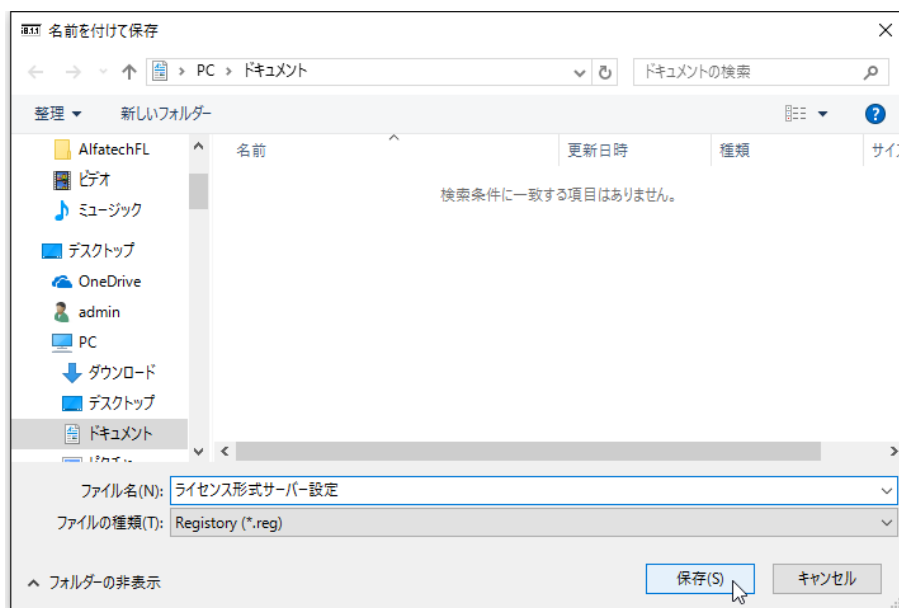 名前を付けて保存
PC > ドキュメント
ドキュメントの検索
整理
新しいフォルダー
名前
更新日時
種類
サイズ
検索条件に一致する項目はありません。
AlfatechFL
ビデオ
ミュージック
デスクトップ
OneDrive
admin
PC
ダウンロード
デスクトップ
ドキュメント
ピクチャ
ファイル名(N): ライセンス形式サーバー設定
ファイルの種類(T): Registory (*.reg)
フォルダーの非表示
保存(S)
キャンセル